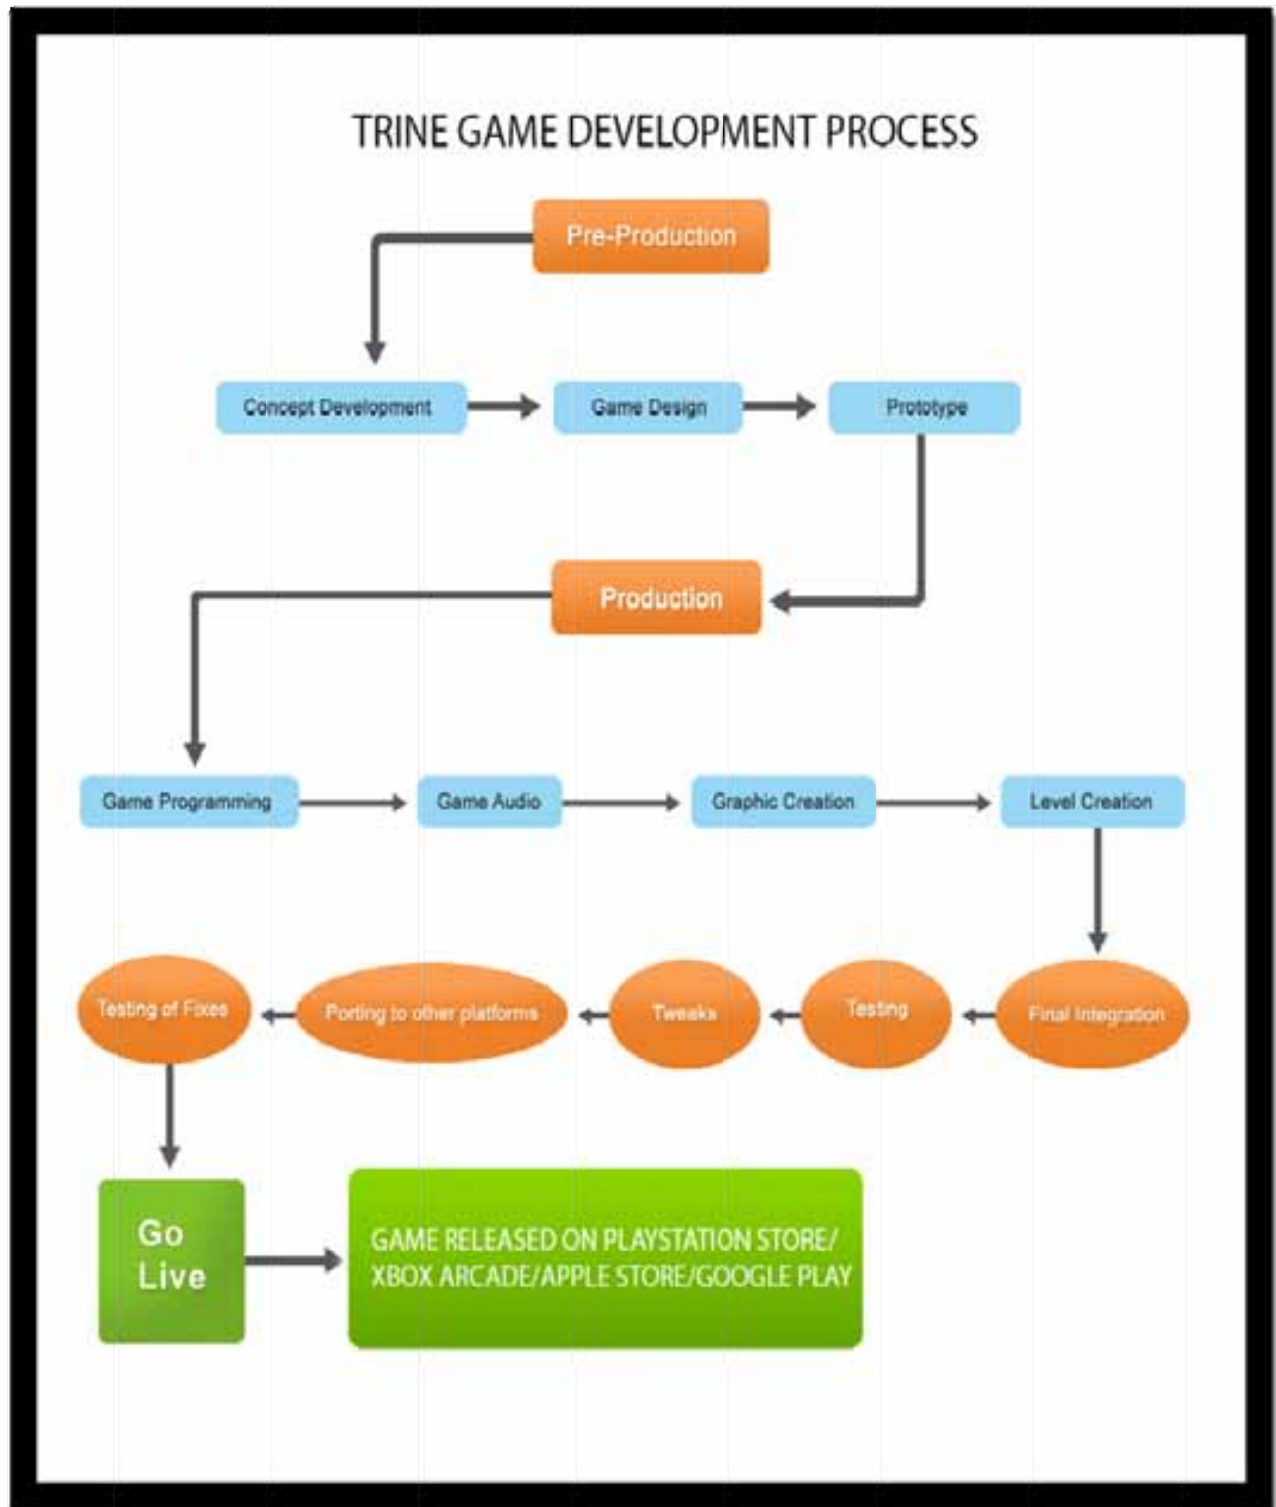 TRINE GAME DEVELOPMENT PROCESS
Pre-Production
Concept Development
Game Design
Prototype
Production
Game Programming
Game Audio
Graphic Creation
Level Creation
Final Integration
Testing
Tweaks
Porting to other platforms
Testing of Fixes
Go
Live
GAME RELEASED ON PLAYSTATION STORE/
XBOX ARCADE/APPLE STORE/GOOGLE PLAY